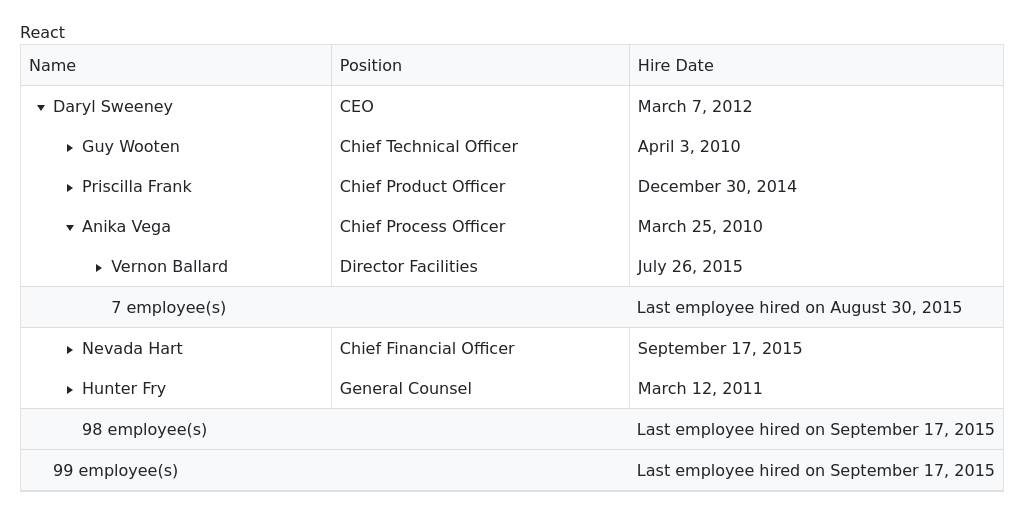 React
Name Position Hire Date
Daryl Sweeney CEO March 7, 2012
Guy Wooten Chief Technical Officer April 3, 2010
Priscilla Frank Chief Product Officer December 30, 2014
Anika Vega Chief Process Officer March 25, 2010
Vernon Ballard Director Facilities July 26, 2015
7 employee(s) Last employee hired on August 30, 2015
Nevada Hart Chief Financial Officer September 17, 2015
Hunter Fry General Counsel March 12, 2011
98 employee(s) Last employee hired on September 17, 2015
99 employee(s) Last employee hired on September 17, 2015